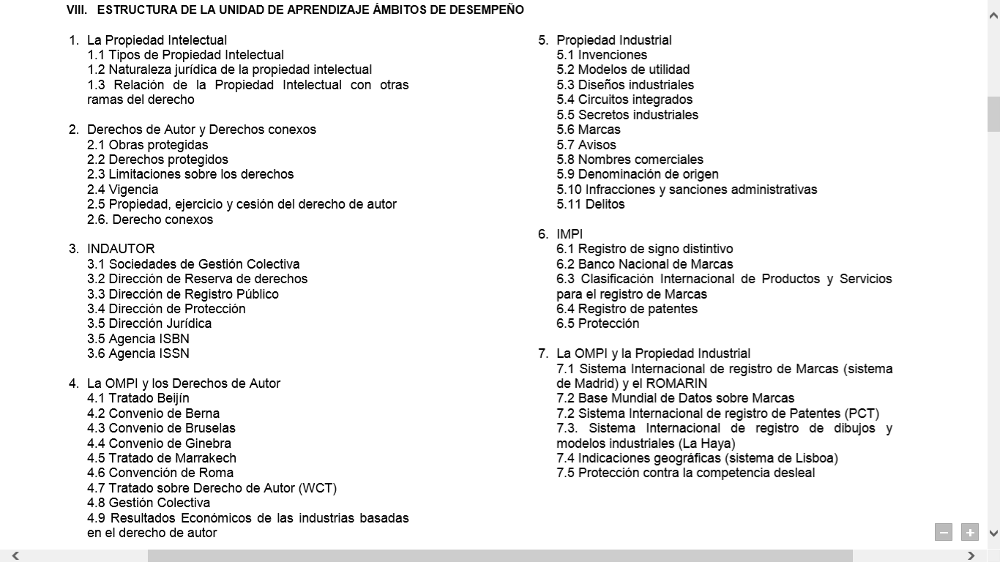 VIII. ESTRUCTURA DE LA UNIDAD DE APRENDIZAJE ÁMBITOS DE DESEMPEÑO
1. La Propiedad Intelectual
1.1 Tipos de Propiedad Intelectual
1.2 Naturaleza jurídica de la propiedad intelectual
1.3 Relación de la Propiedad Intelectual con otras
ramas del derecho
2. Derechos de Autor y Derechos conexos
2.1 Obras protegidas
2.2 Derechos protegidos
2.3 Limitaciones sobre los derechos
2.4 Vigencia
2.5 Propiedad, ejercicio y cesión del derecho de autor
2.6. Derecho conexos
3. INDAUTOR
3.1 Sociedades de Gestión Colectiva
3.2 Dirección de Reserva de derechos
3.3 Dirección de Registro Público
3.4 Dirección de Protección
3.5 Dirección Jurídica
3.5 Agencia ISBN
3.6 Agencia ISSN
4. La OMPI y los Derechos de Autor
4.1 Tratado Beijín
4.2 Convenio de Berna
4.3 Convenio de Bruselas
4.4 Convenio de Ginebra
4.5 Tratado de Marrakech
4.6 Convención de Roma
4.7 Tratado sobre Derecho de Autor (WCT)
4.8 Gestión Colectiva
4.9 Resultados Económicos de las industrias basadas
en el derecho de autor
5. Propiedad Industrial
5.1 Invenciones
5.2 Modelos de utilidad
5.3 Diseños industriales
5.4 Circuitos integrados
5.5 Secretos industriales
5.6 Marcas
5.7 Avisos
5.8 Nombres comerciales
5.9 Denominación de origen
5.10 Infracciones y sanciones administrativas
5.11 Delitos
6. IMPI
6.1 Registro de signo distintivo
6.2 Banco Nacional de Marcas
6.3 Clasificación Internacional de Productos y Servicios
para el registro de Marcas
6.4 Registro de patentes
6.5 Protección
7. La OMPI y la Propiedad Industrial
7.1 Sistema Internacional de registro de Marcas (sistema
de Madrid) y el ROMARIN
7.2 Base Mundial de Datos sobre Marcas
7.2 Sistema Internacional de registro de Patentes (PCT)
7.3. Sistema Internacional de registro de dibujos y
modelos industriales (La Haya)
7.4 Indicaciones geográficas (sistema de Lisboa)
7.5 Protección contra la competencia desleal